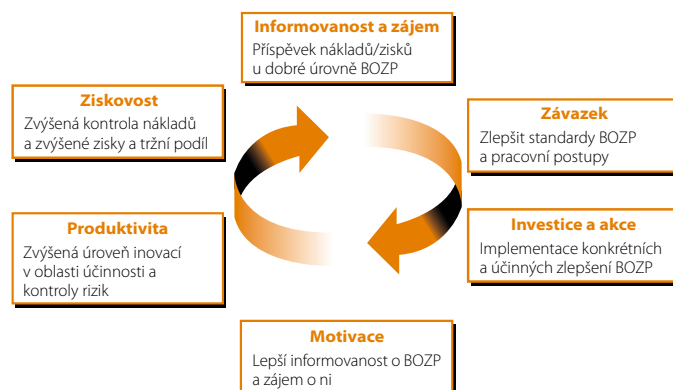 Informovanost a zájem
Příspěvek nákladů/zisků
u dobré úrovně BOZP
Závazek
Zlepšit standardy BOZP
a pracovní postupy
Investice a akce
Implementace konkrétních
a účinných zlepšení BOZP
Motivace
Lepší informovanost o BOZP
a zájem o ni
Produktivita
Zvýšená úroveň inovací
v oblasti účinnosti a
kontroly rizik
Ziskovost
Zvýšená kontrola nákladů
a zvýšené zisky a tržní podíl